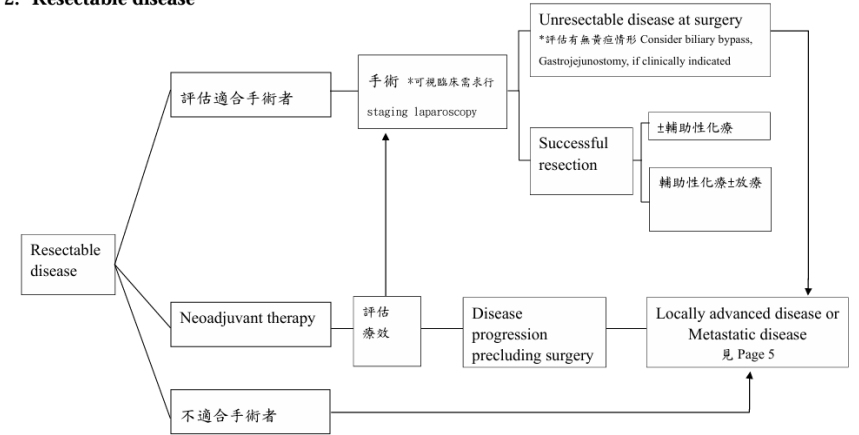 2. Resectable disease
Unresectable disease at surgery
*評估有無黃疸情形 Consider biliary bypass,
Gastrojejunostomy, if clinically indicated
手術 *可視臨床需求行
staging laparoscopy
評估適合手術者
±輔助性化療
Successful
resection
輔助性化療±放療
Resectable
disease
Neoadjuvant therapy
評估
療效
Disease
progression
precluding surgery
Locally advanced disease or
Metastatic disease
見 Page 5
不適合手術者